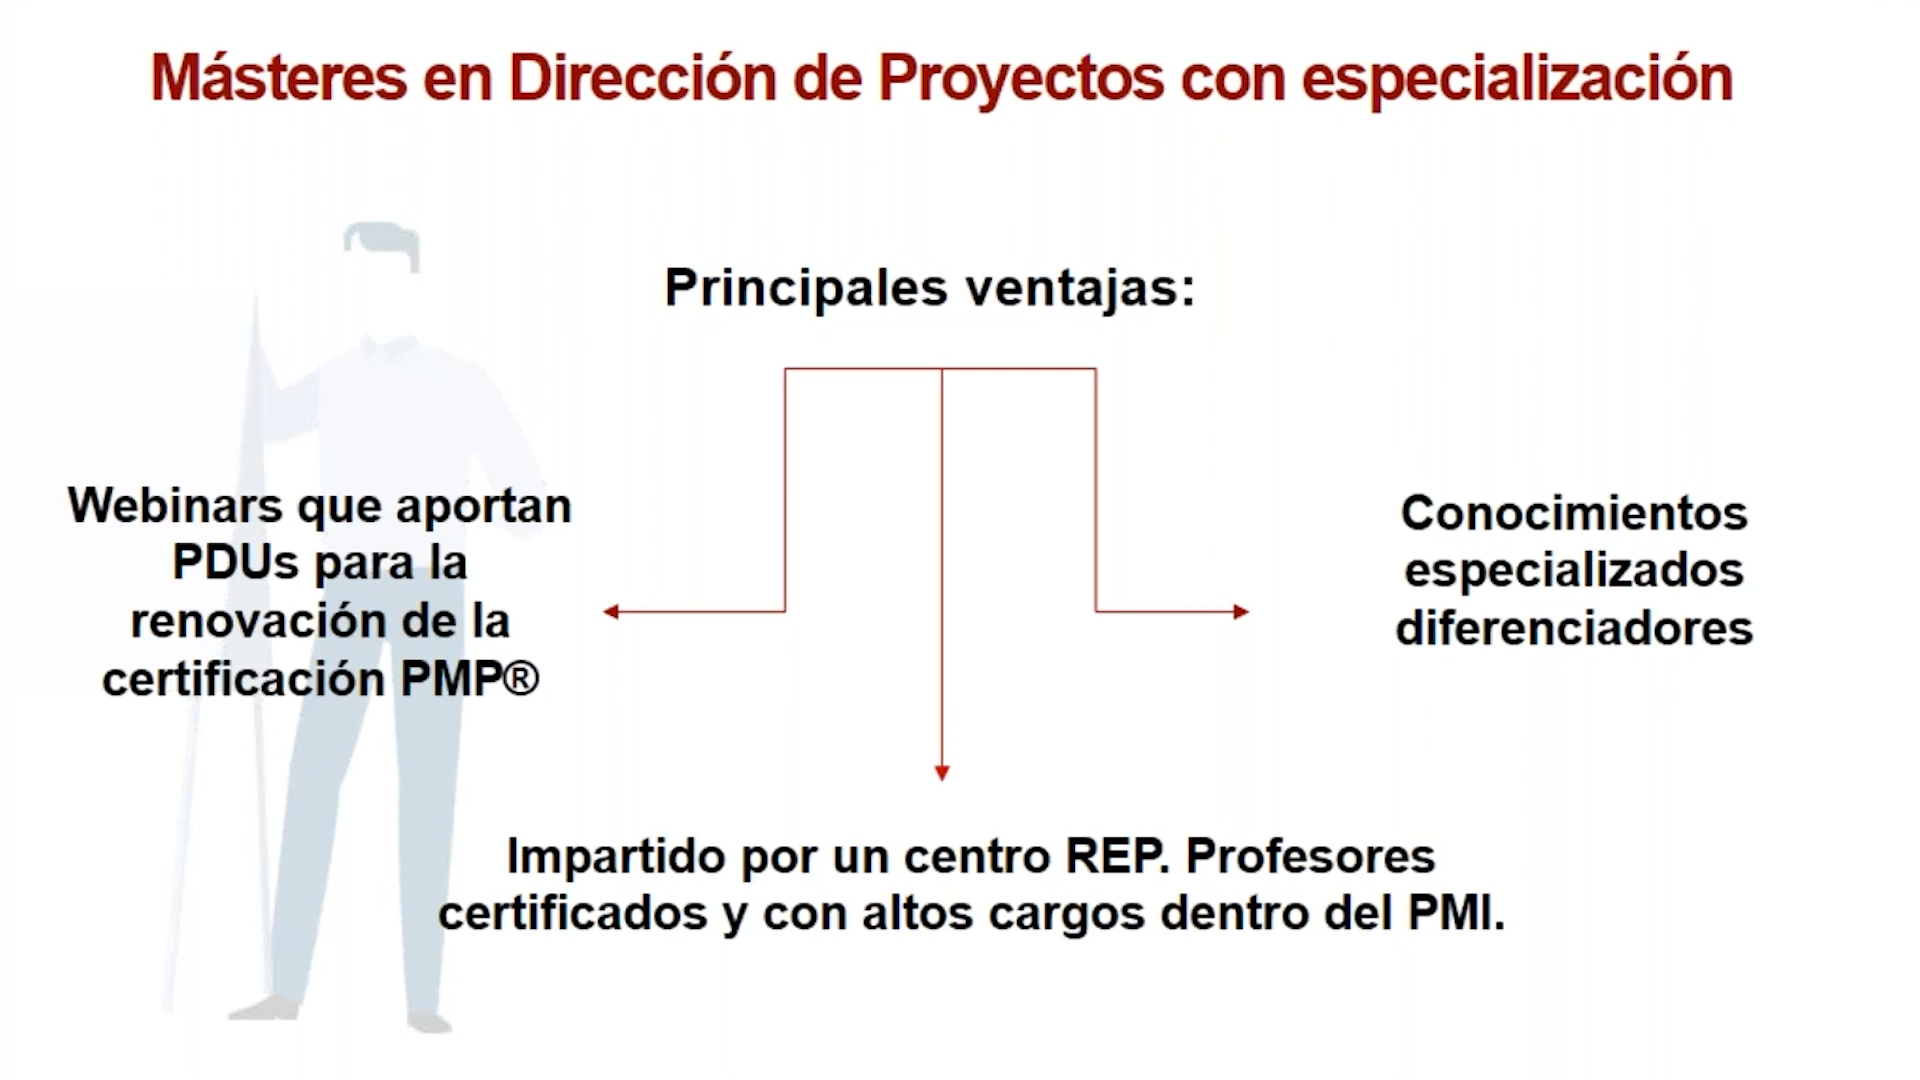 Másteres en Dirección de Proyectos con especialización
Principales ventajas:
Webinars que aportan
PDUs para la
renovación de la
certificación PMP®
Conocimientos
especializados
diferenciadores
Impartido por un centro REP. Profesores
certificados y con altos cargos dentro del PMI.